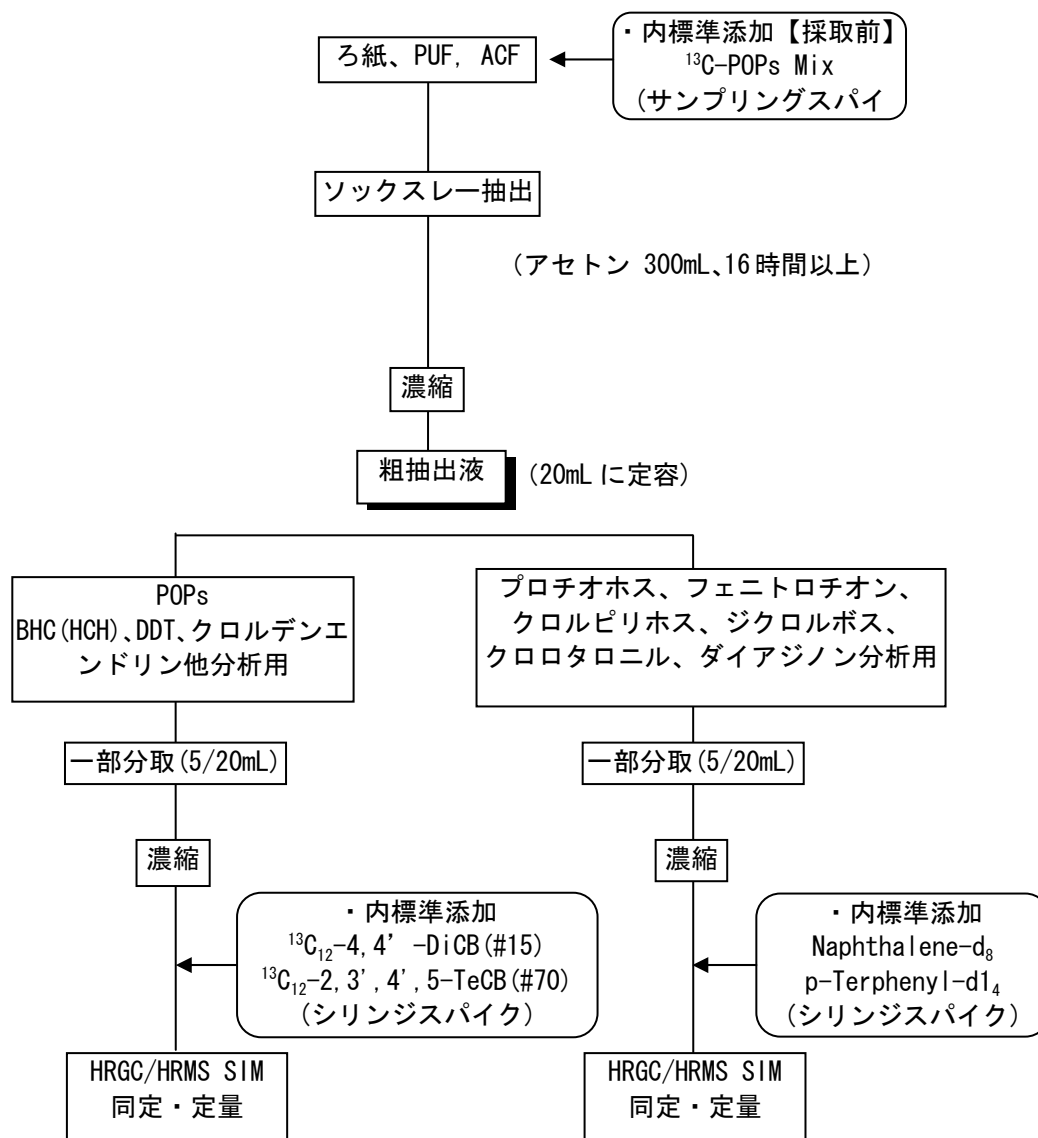 ろ紙、PUF, ACF
・内標準添加【採取前】
¹³C-POPs Mix
(サンプリングスパイ
ソックスレー抽出
(アセトン 300mL、16時間以上)
濃縮
粗抽出液
(20mLに定容)
POPs
BHC(HCH)、DDT、クロルデンエ
ンドリン他分析用
プロチオホス、フェニトロチオン、
クロルピリホス、ジクロルボス、
クロロタロニル、ダイアジノン分析用
一部分取(5/20mL)
一部分取(5/20mL)
濃縮
濃縮
・内標準添加
¹³C₁₂-4,4’-DiCB(#15)
¹³C₁₂-2,3',4',5-TeCB(#70)
(シリンジスパイク)
・内標準添加
Naphthalene-d₈
p-Terphenyl-d1₄
(シリンジスパイク)
HRGC/HRMS SIM
同定・定量
HRGC/HRMS SIM
同定・定量